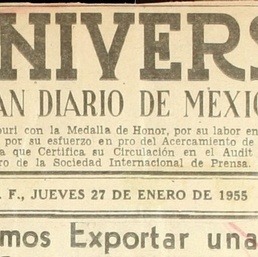 NIVERS
AN DIARIO DE MEXIC
ouri con la Medalla de Honor, por su labor en
por su esfuerzo en pro del Acercamiento de
a que Certifica su Circulación en el Audit
ro de la Sociedad Internacional de Prensa.
F., JUEVES 27 DE ENERO DE 1955
mos Exportar una